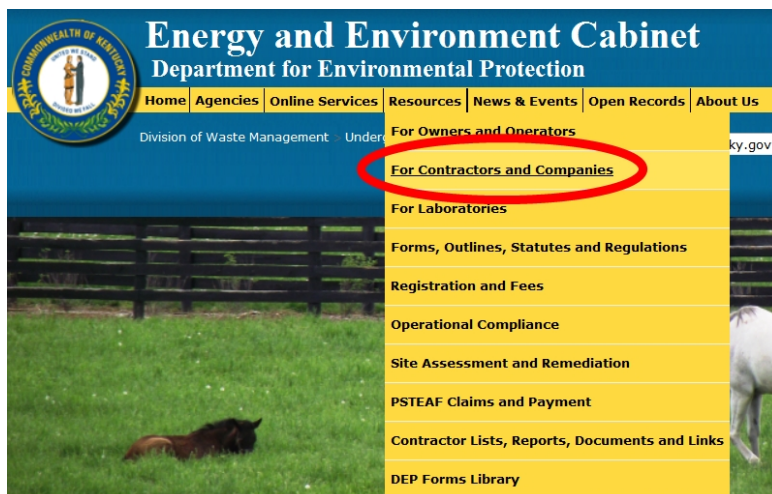 COMMONWEALTH OF KENTUCKY
UNITED WE STAND
DIVIDED WE FALL
Energy and Environment Cabinet
Department for Environmental Protection
Home Agencies Online Services Resources News & Events Open Records About Us
Division of Waste Management > Underg
ky.gov
For Owners and Operators
For Contractors and Companies
For Laboratories
Forms, Outlines, Statutes and Regulations
Registration and Fees
Operational Compliance
Site Assessment and Remediation
PSTEAF Claims and Payment
Contractor Lists, Reports, Documents and Links
DEP Forms Library